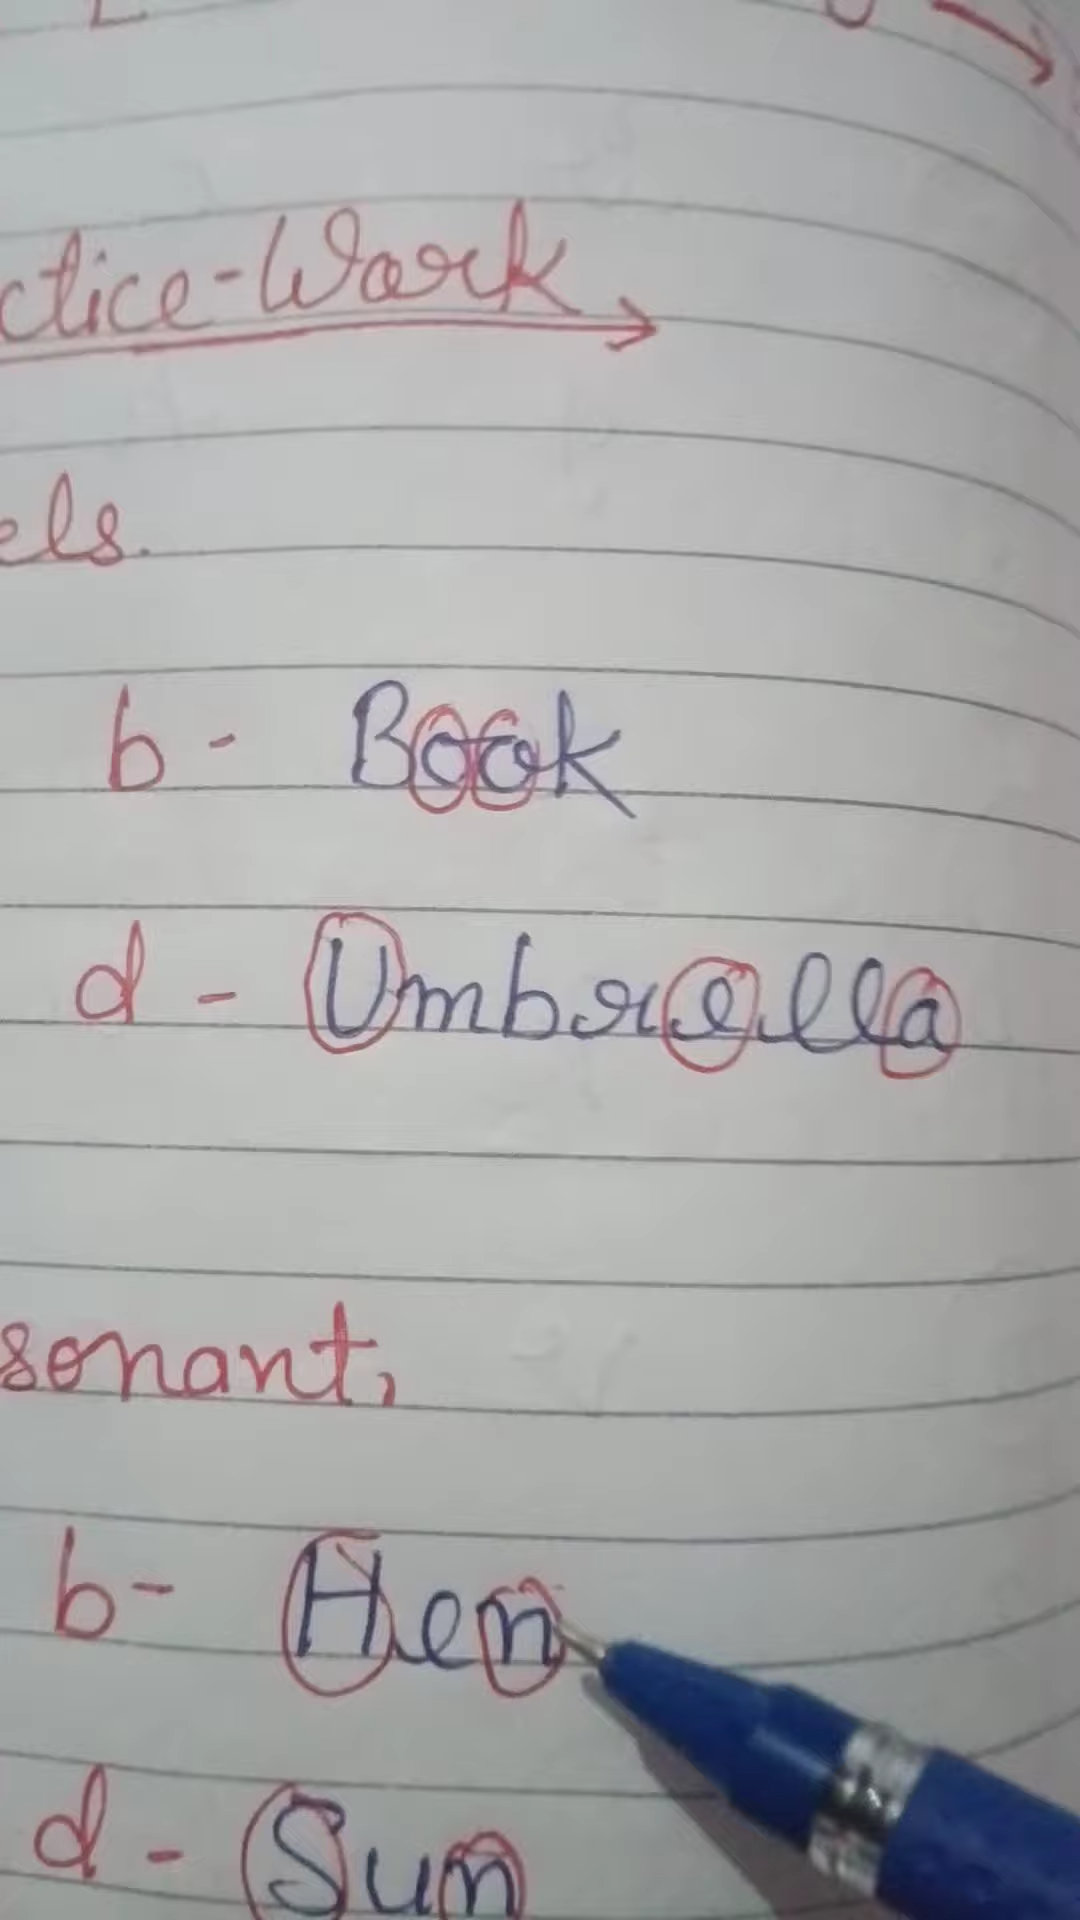 ctice-Work
els.
b - Book
d - Umbrella
sonant,
b- Hen
d - Sun